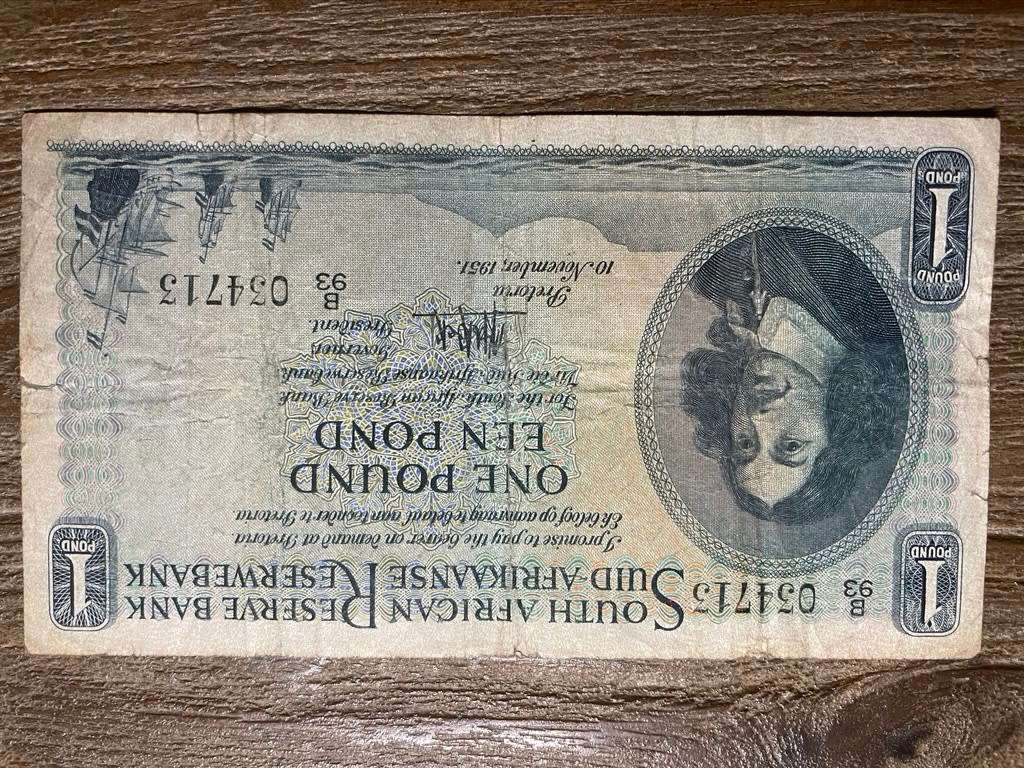 B
93 034713
SOUTH AFRICAN RESERVE BANK
SUID-AFRIKAANSE RESERWEBANK
1
POUND
1
POND
I promise to pay the bearer on demand at Pretoria
Ek beloof op aanvraag te betaal aan toonder te Pretoria
ONE POUND
EEN POND
For the South African Reserve Bank
Vir die Suid-Afrikaanse Reserwebank
Governor.
President.
Pretoria
10 November, 1951.
B
93 034713
POUND
1
POND